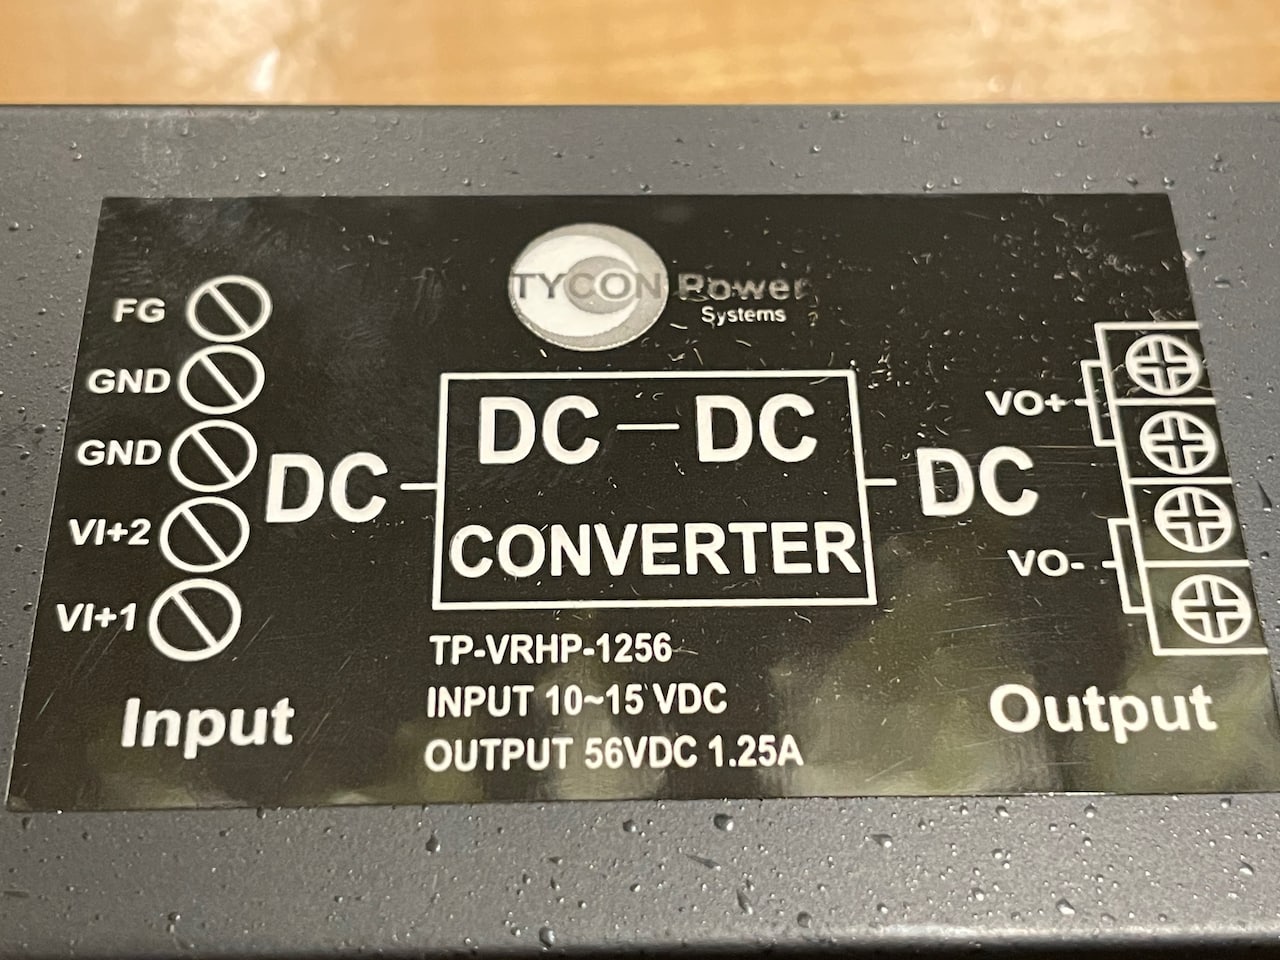 TYCON Power
Systems
FG
GND
GND
VI+2
VI+1
Input
DC
DC-DC
CONVERTER
DC
TP-VRHP-1256
INPUT 10~15 VDC
OUTPUT 56VDC 1.25A
VO+
VO-
Output